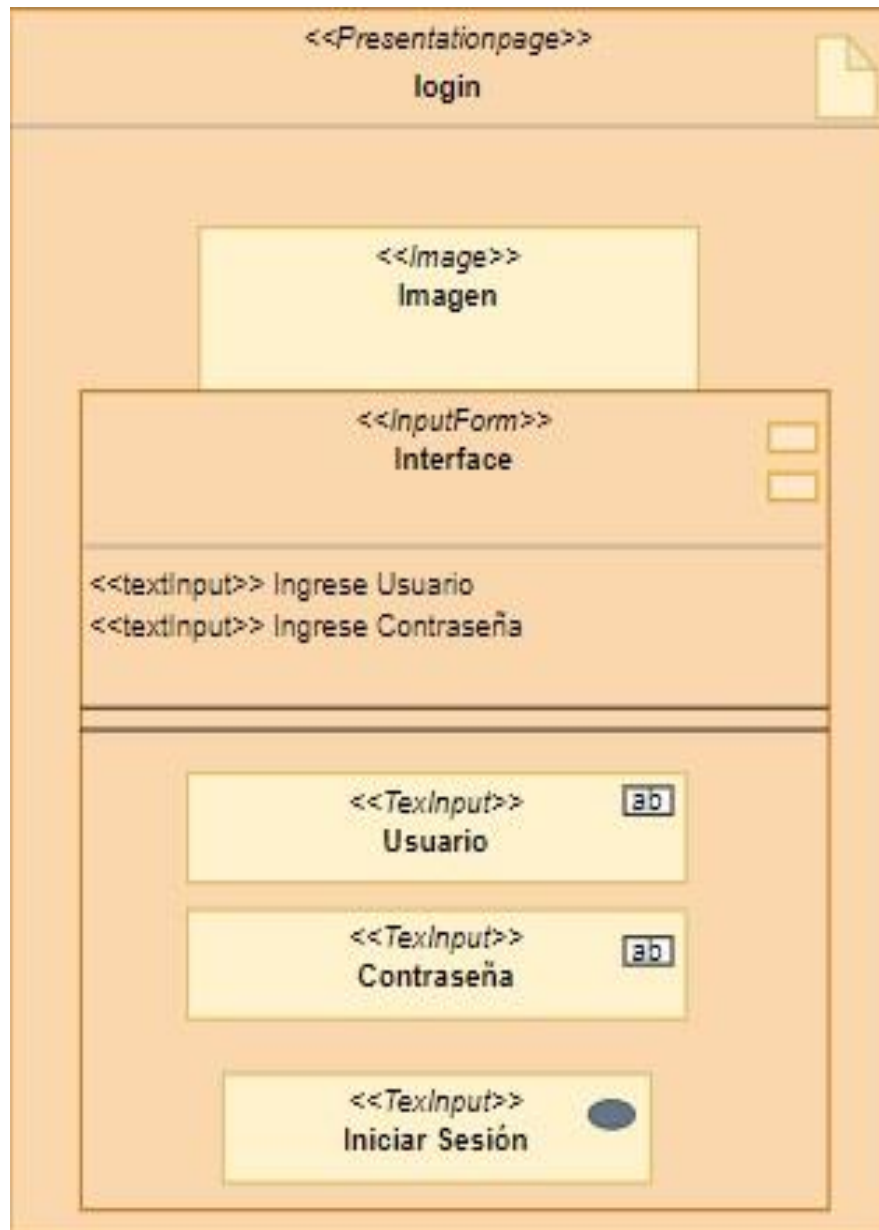 <<Presentationpage>>
login
<<Image>>
Imagen
<<InputForm>>
Interface
<<textInput>> Ingrese Usuario
<<textInput>> Ingrese Contraseña
<<TexInput>>
ab
Usuario
<<TexInput>>
ab
Contraseña
<<TexInput>>
Iniciar Sesión